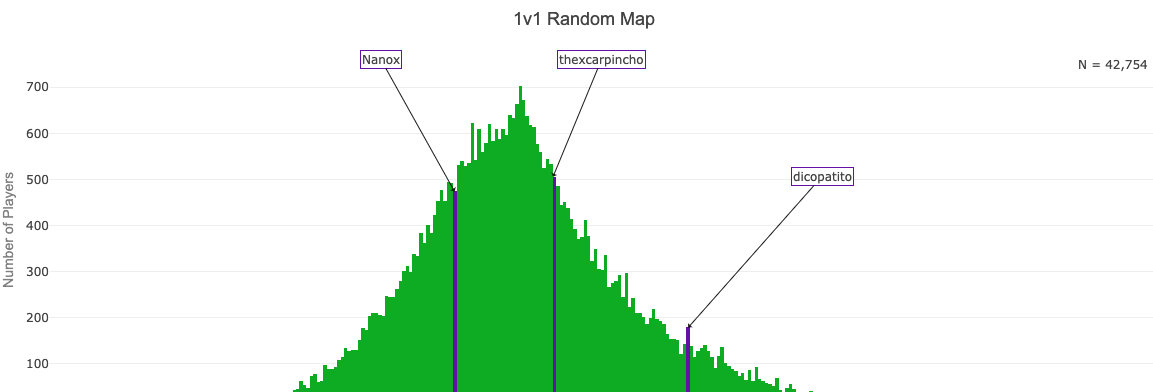 1v1 Random Map
Nanox
thexcarpincho
N = 42,754
700
600
500
400
300
200
100
dicopatito
Number of Players